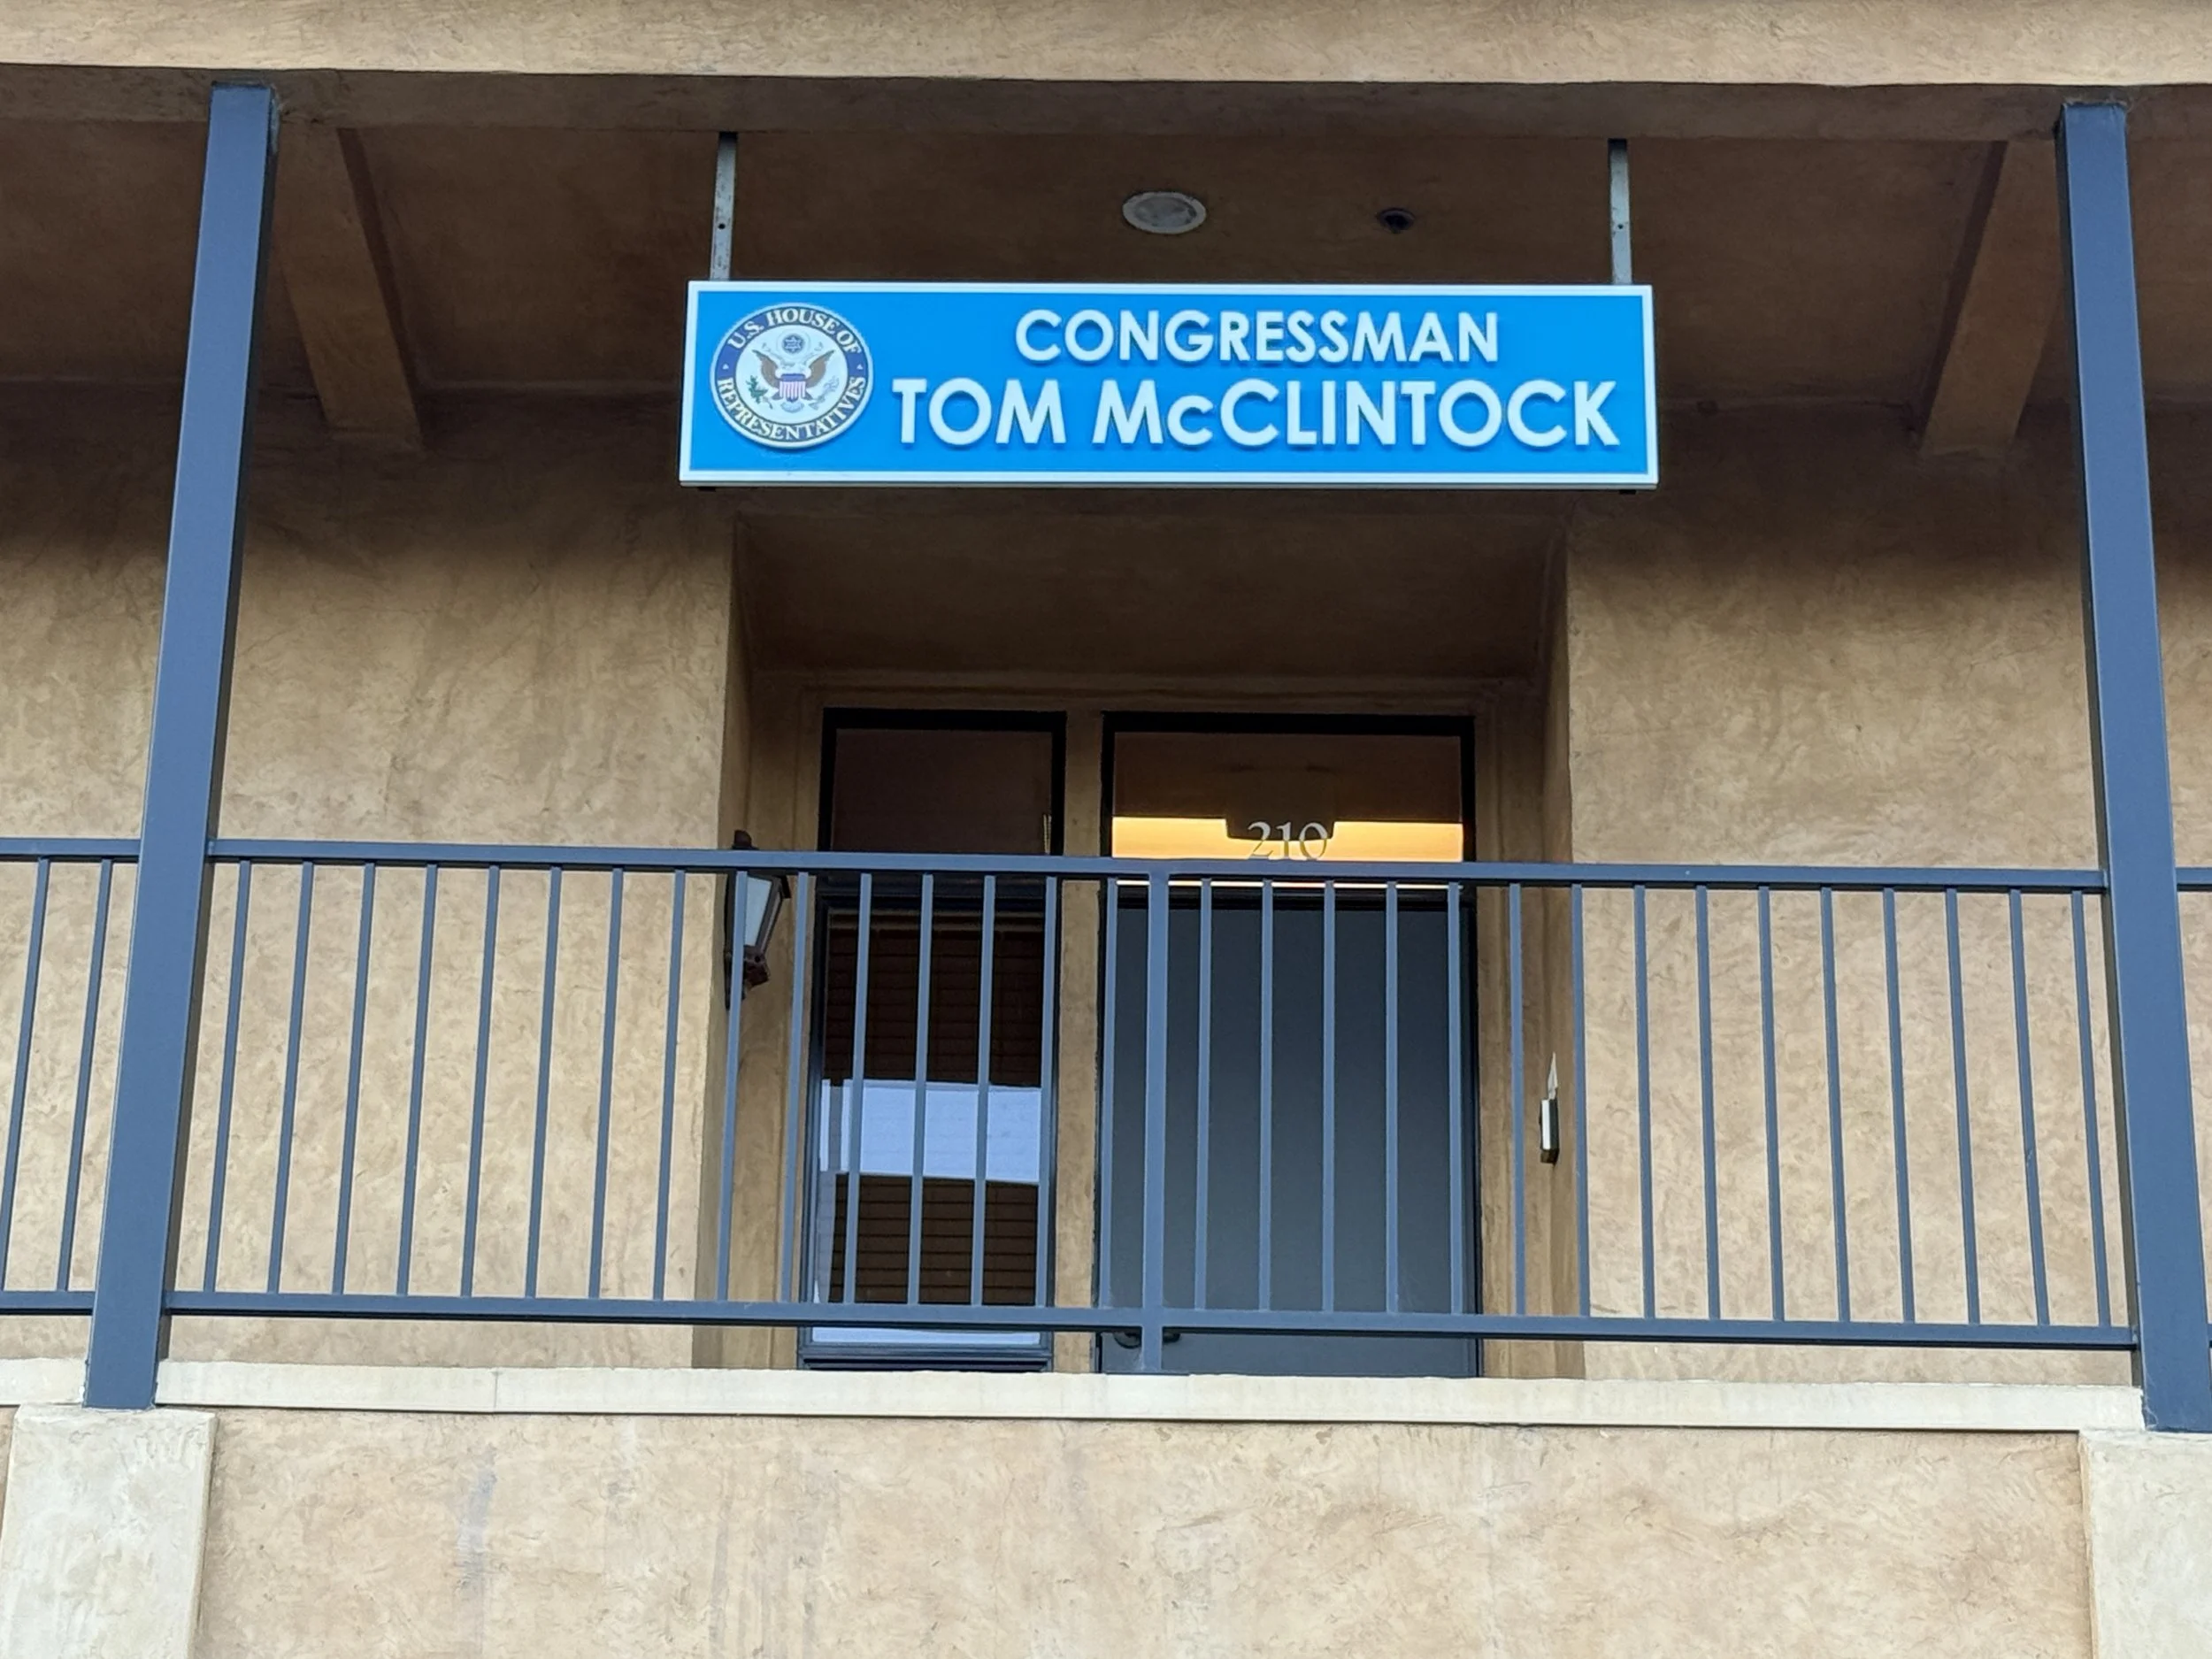 U.S. HOUSE OF
REPRESENTATIVES
CONGRESSMAN
TOM McCLINTOCK
210